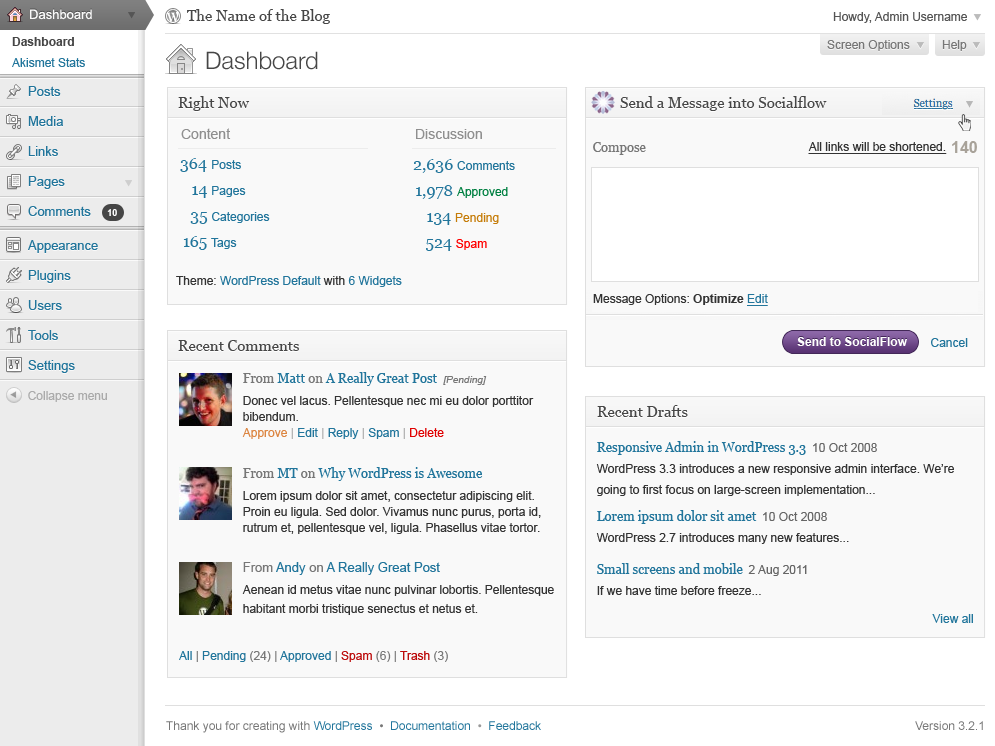 Dashboard
Dashboard
Akismet Stats
Posts
Media
Links
Pages
Comments 10
Appearance
Plugins
Users
Tools
Settings
Collapse menu
The Name of the Blog
Howdy, Admin Username
Screen Options
Help
Dashboard
Right Now
Content
364 Posts
14 Pages
35 Categories
165 Tags
Discussion
2,636 Comments
1,978 Approved
134 Pending
524 Spam
Theme: WordPress Default with 6 Widgets
Recent Comments
From Matt on A Really Great Post [Pending]
Donec vel lacus. Pellentesque nec mi eu dolor porttitor
bibendum.
Approve | Edit | Reply | Spam | Delete
From MT on Why WordPress is Awesome
Lorem ipsum dolor sit amet, consectetur adipiscing elit.
Proin eu ligula. Sed dolor. Vivamus nunc purus, porta id,
rutrum et, pellentesque vel, ligula. Phasellus vitae tortor.
From Andy on A Really Great Post
Aenean id metus vitae nunc pulvinar lobortis. Pellentesque
habitant morbi tristique senectus et netus et.
All | Pending (24) | Approved | Spam (6) | Trash (3)
Send a Message into Socialflow
Settings
Compose
All links will be shortened. 140
Message Options: Optimize Edit
Send to SocialFlow
Cancel
Recent Drafts
Responsive Admin in WordPress 3.3 10 Oct 2008
WordPress 3.3 introduces a new responsive admin interface. We're
going to first focus on large-screen implementation...
Lorem ipsum dolor sit amet 10 Oct 2008
WordPress 2.7 introduces many new features...
Small screens and mobile 2 Aug 2011
If we have time before freeze...
View all
Thank you for creating with WordPress • Documentation • Feedback
Version 3.2.1